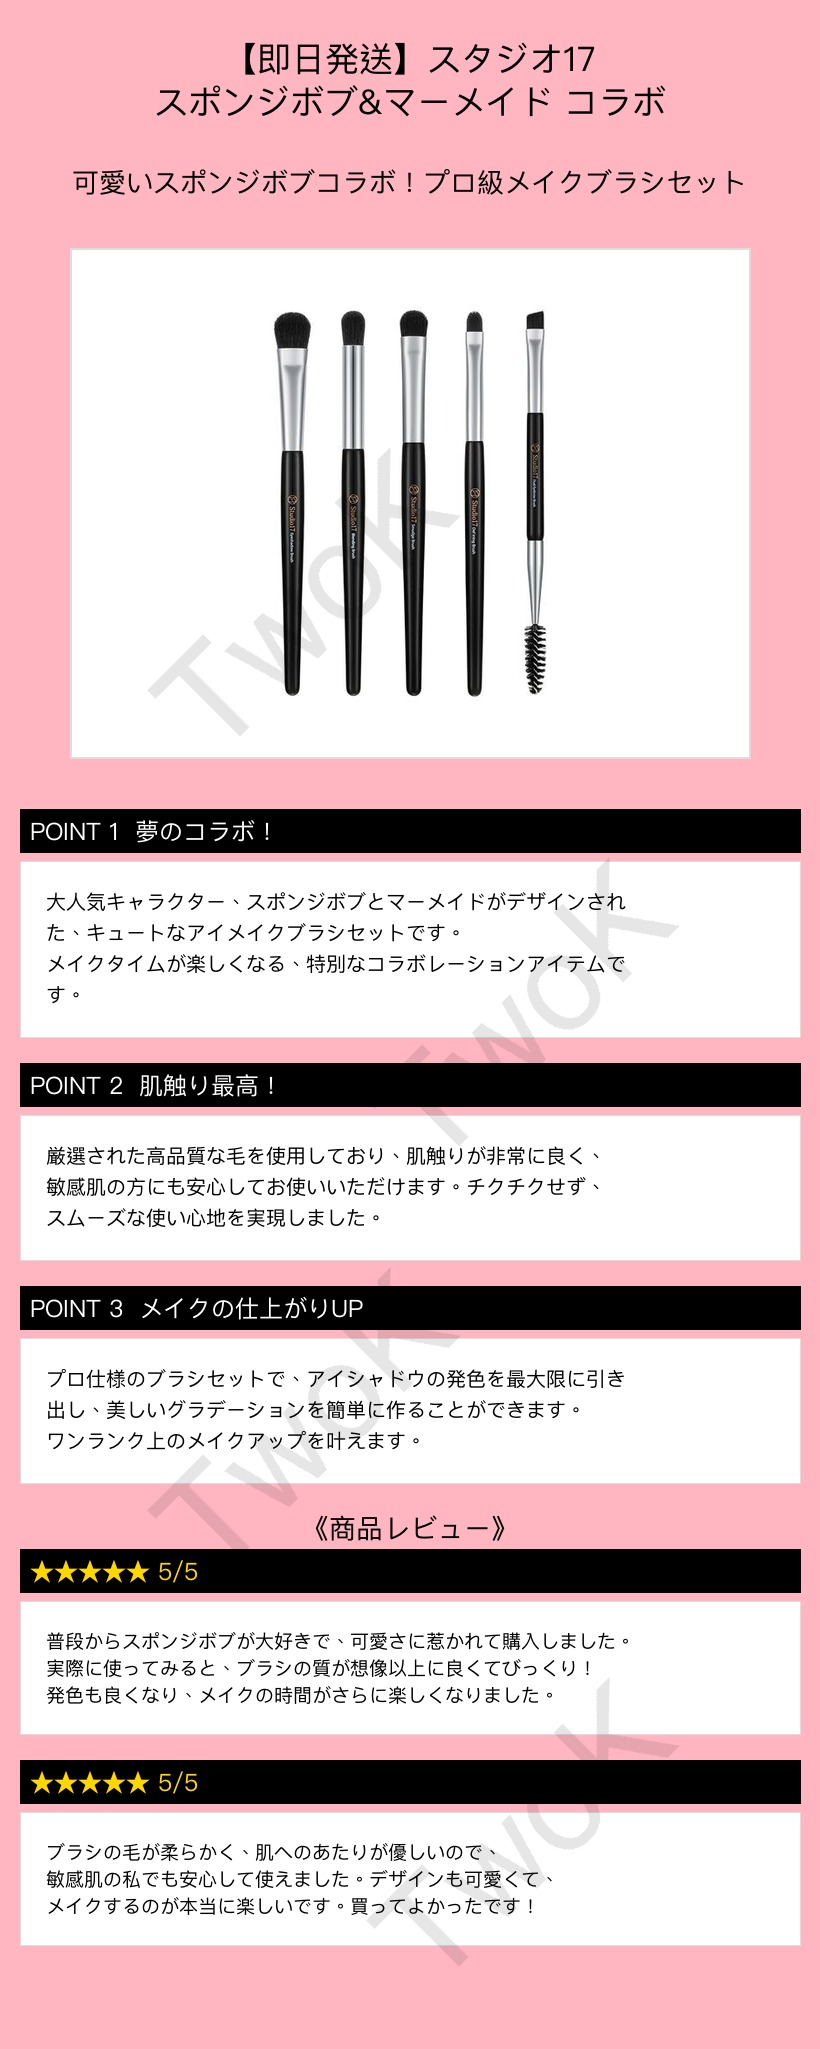 【即日発送】スタジオ17
スポンジボブ&マーメイド コラボ
可愛いスポンジボブコラボ！プロ級メイクブラシセット
Studio17 Eyeshadow Brush
Studio17 Blending Brush
Studio17 Smudge Brush
Studio17
Studio17
TwoK
POINT 1 夢のコラボ！
大人気キャラクター、スポンジボブとマーメイドがデザインされ
た、キュートなアイメイクブラシセットです。
メイクタイムが楽しくなる、特別なコラボレーションアイテムで
す。
TwoK
POINT 2 肌触り最高！
厳選された高品質な毛を使用しており、肌触りが非常に良く、
敏感肌の方にも安心してお使いいただけます。チクチクせず、
スムーズな使い心地を実現しました。
POINT 3 メイクの仕上がりUP
プロ仕様のブラシセットで、アイシャドウの発色を最大限に引き
出し、美しいグラデーションを簡単に作ることができます。
ワンランク上のメイクアップを叶えます。
TwoK
《商品レビュー》
★★★★★ 5/5
普段からスポンジボブが大好きで、可愛さに惹かれて購入しました。
実際に使ってみると、ブラシの質が想像以上に良くてびっくり！
発色も良くなり、メイクの時間がさらに楽しくなりました。
★★★★★ 5/5
ブラシの毛が柔らかく、肌へのあたりが優しいので、
敏感肌の私でも安心して使えました。デザインも可愛くて、
メイクするのが本当に楽しいです。買ってよかったです！
TwoK